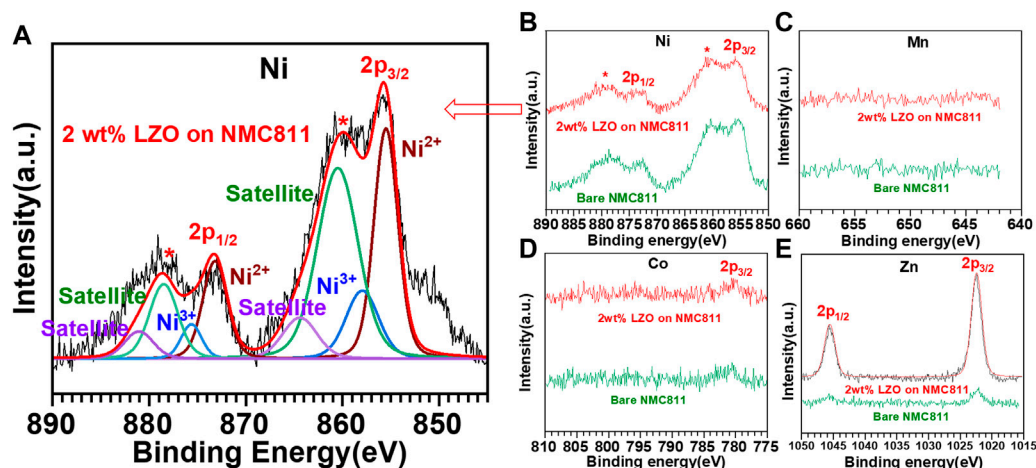 A
Ni
2p3/2
*
2 wt% LZO on NMC811
Ni2+
Satellite
2p1/2
*
Ni2+
Satellite
Satellite
Ni3+
Satellite
Ni3+
Intensity(a.u.)
890 880 870 860 850
Binding Energy(eV)
B
Ni
2p3/2
*
2p1/2
*
2wt% LZO on NMC811
Bare NMC811
Intensity(a.u.)
890 885 880 875 870 865 860 855 850
Binding energy(eV)
C
Mn
2wt% LZO on NMC811
Bare NMC811
Intensity(a.u.)
660 655 650 645 640
Binding energy(eV)
D
Co
2p3/2
2wt% LZO on NMC811
Bare NMC811
Intensity(a.u.)
810 805 800 795 790 785 780 775
Binding energy(eV)
E
Zn
2p3/2
2p1/2
2wt% LZO on NMC811
Bare NMC811
Intensity(a.u.)
1050 1045 1040 1035 1030 1025 1020 1015
Binding energy(eV)